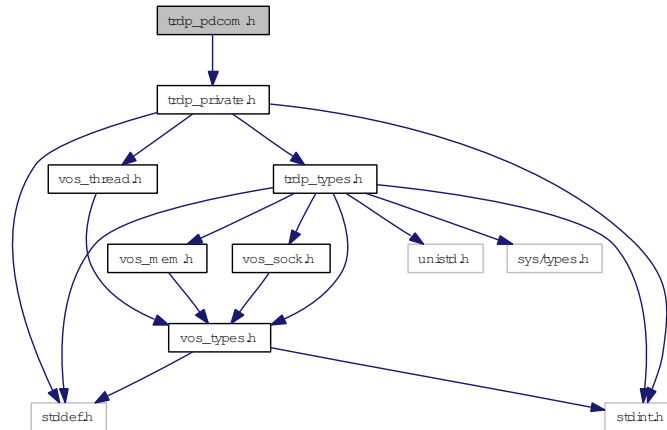 trdp_pdcom.h
trdp_private.h
vos_thread.h
trdp_types.h
vos_mem.h
vos_sock.h
unistd.h
sys/types.h
vos_types.h
stddef.h
stdint.h